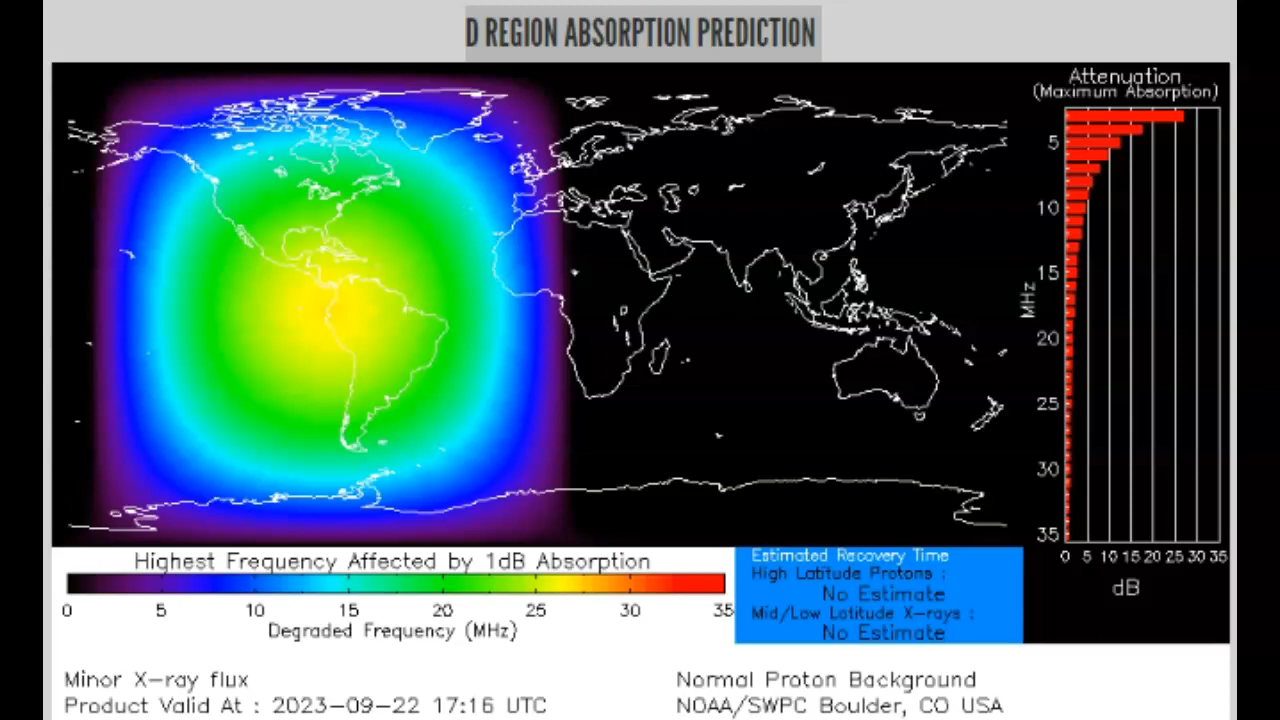 D REGION ABSORPTION PREDICTION
Attenuation
(Maximum Absorption)
5
10
15
20
25
30
35
MHz
0 5 10 15 20 25 30 35
dB
Highest Frequency Affected by 1dB Absorption
0 5 10 15 20 25 30 35
Degraded Frequency (MHz)
Estimated Recovery Time
High Latitude Protons :
No Estimate
Mid/Low Latitude X-rays :
No Estimate
Minor X-ray flux
Product Valid At : 2023-09-22 17:16 UTC
Normal Proton Background
NOAA/SWPC Boulder, CO USA